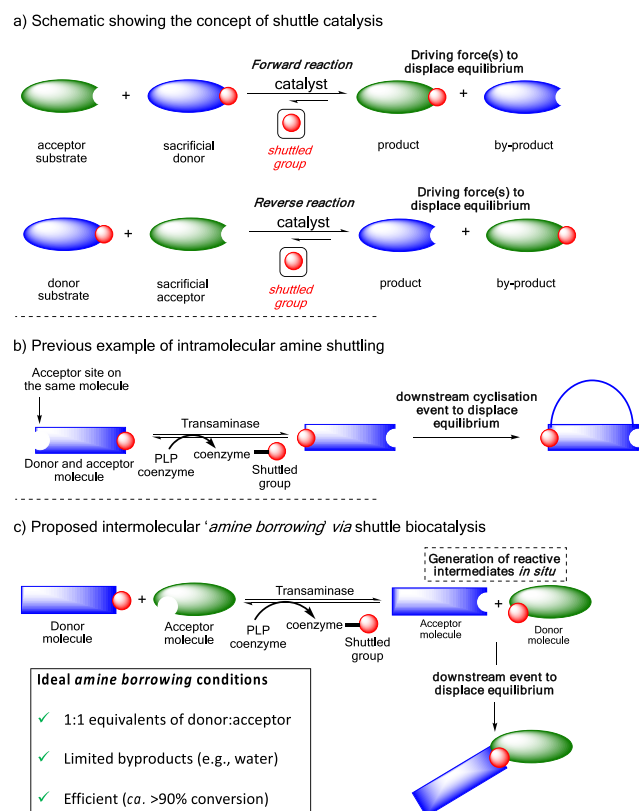 a) Schematic showing the concept of shuttle catalysis
Forward reaction
catalyst
Driving force(s) to
displace equilibrium
+
+
shuttled
group
acceptor
substrate
sacrificial
donor
product
by-product
Reverse reaction
catalyst
Driving force(s) to
displace equilibrium
+
+
shuttled
group
donor
substrate
sacrificial
acceptor
product
by-product
b) Previous example of intramolecular amine shuttling
Acceptor site on
the same molecule
Transaminase
downstream cyclisation
event to displace
equilibrium
PLP
coenzyme
coenzyme
Shuttled
group
Donor and acceptor
molecule
c) Proposed intermolecular ‘amine borrowing’ via shuttle biocatalysis
Generation of reactive
intermediates in situ
Transaminase
+
+
Donor
molecule
Acceptor
molecule
PLP
coenzyme
coenzyme
Shuttled
group
Acceptor
molecule
Donor
molecule
downstream event to
displace equilibrium
Ideal amine borrowing conditions
✓ 1:1 equivalents of donor:acceptor
✓ Limited byproducts (e.g., water)
✓ Efficient (ca. >90% conversion)